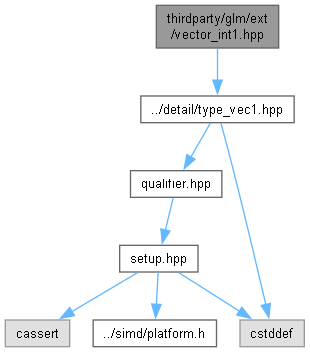 thirdparty/glm/ext
/vector_int1.hpp
../detail/type_vec1.hpp
qualifier.hpp
setup.hpp
cassert
../simd/platform.h
cstddef